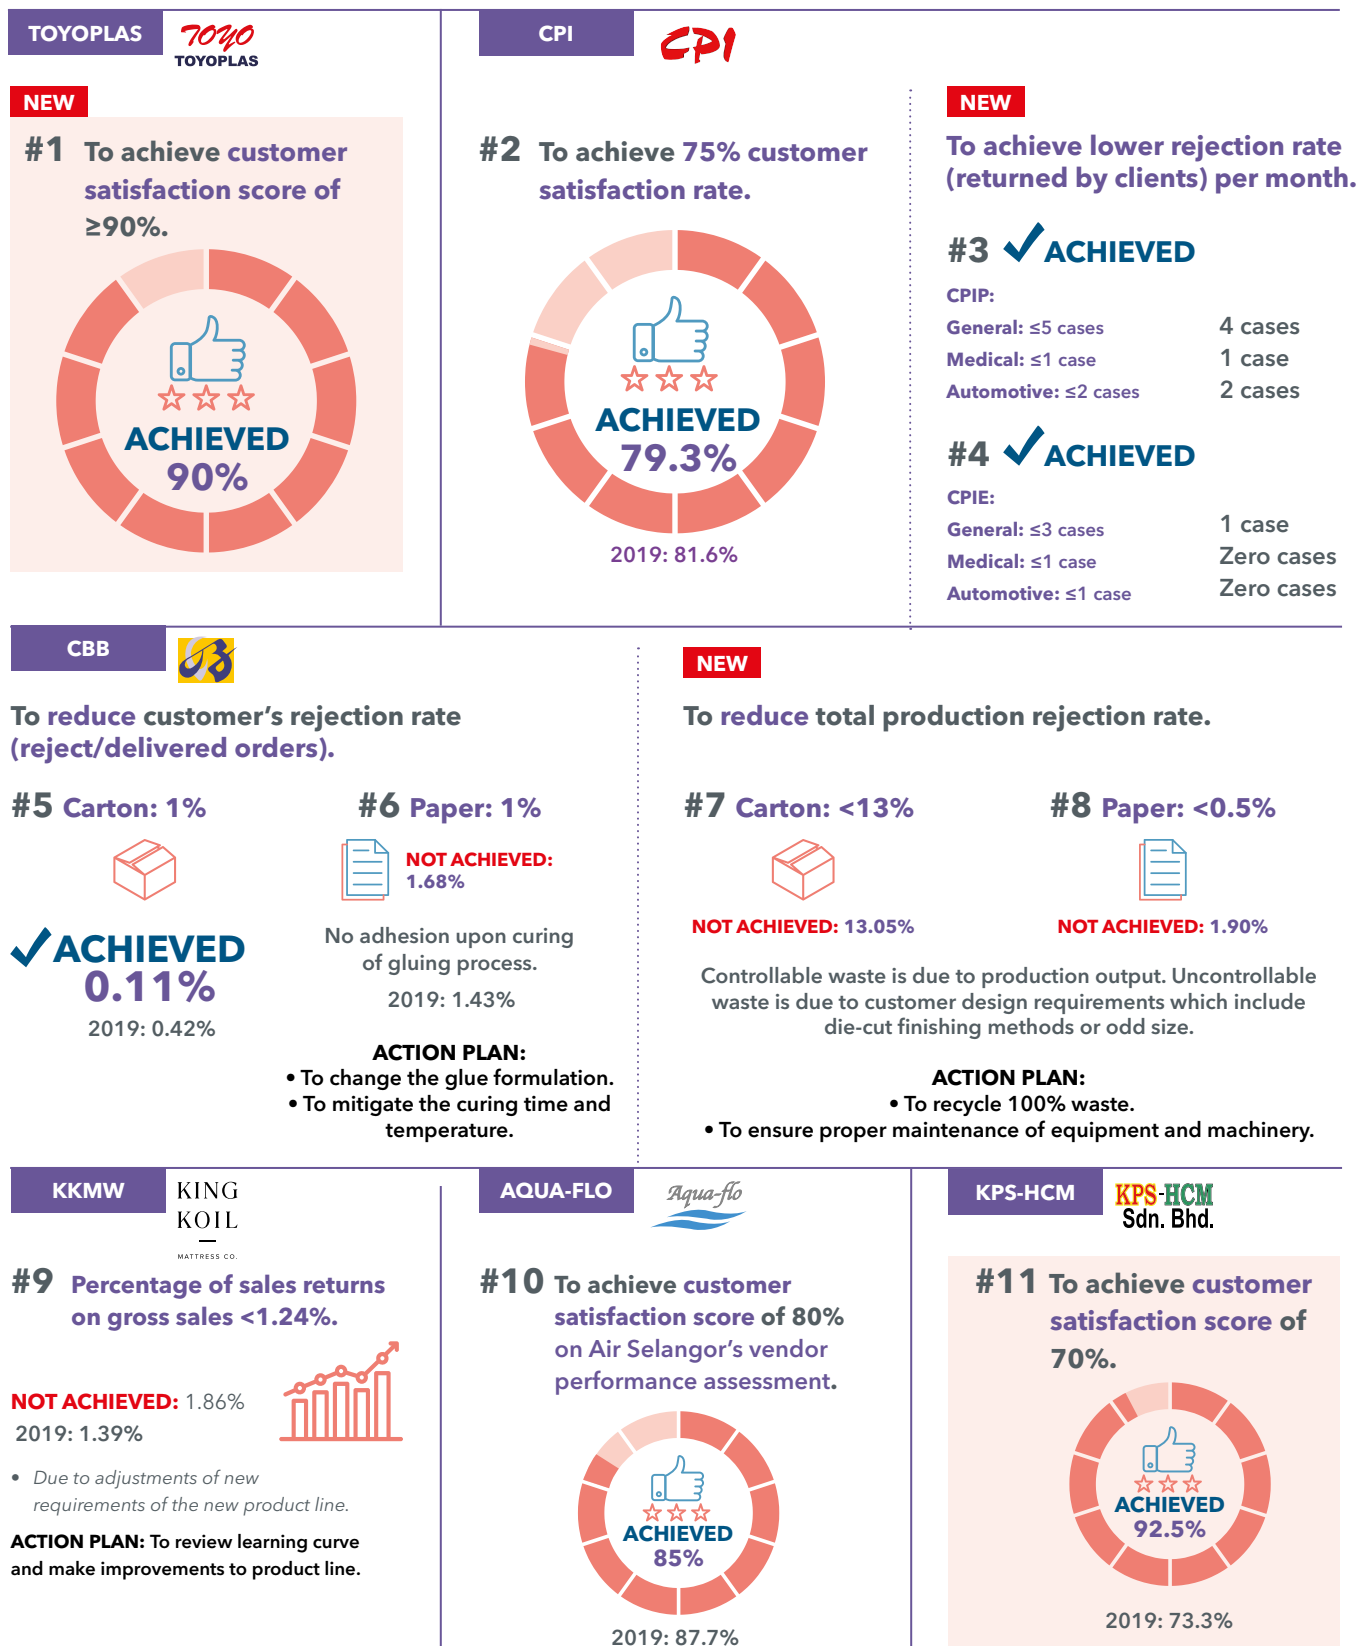 TOYOPLAS
TOYO
TOYOPLAS
NEW
#1 To achieve customer
satisfaction score of
≥90%.
ACHIEVED
90%
CPI
CPI
#2 To achieve 75% customer
satisfaction rate.
ACHIEVED
79.3%
2019: 81.6%
NEW
To achieve lower rejection rate
(returned by clients) per month.
#3 ACHIEVED
CPIP:
General: ≤5 cases 4 cases
Medical: ≤1 case 1 case
Automotive: ≤2 cases 2 cases
#4 ACHIEVED
CPIE:
General: ≤3 cases 1 case
Medical: ≤1 case Zero cases
Automotive: ≤1 case Zero cases
CBB
To reduce customer’s rejection rate
(reject/delivered orders).
#5 Carton: 1%
ACHIEVED
0.11%
2019: 0.42%
#6 Paper: 1%
NOT ACHIEVED:
1.68%
No adhesion upon curing
of gluing process.
2019: 1.43%
ACTION PLAN:
• To change the glue formulation.
• To mitigate the curing time and
temperature.
NEW
To reduce total production rejection rate.
#7 Carton: <13%
NOT ACHIEVED: 13.05%
#8 Paper: <0.5%
NOT ACHIEVED: 1.90%
Controllable waste is due to production output. Uncontrollable
waste is due to customer design requirements which include
die-cut finishing methods or odd size.
ACTION PLAN:
• To recycle 100% waste.
• To ensure proper maintenance of equipment and machinery.
KKMW
KING
KOIL
MATTRESS CO.
#9 Percentage of sales returns
on gross sales <1.24%.
NOT ACHIEVED: 1.86%
2019: 1.39%
• Due to adjustments of new
requirements of the new product line.
ACTION PLAN: To review learning curve
and make improvements to product line.
AQUA-FLO
Aqua-flo
#10 To achieve customer
satisfaction score of 80%
on Air Selangor’s vendor
performance assessment.
ACHIEVED
85%
2019: 87.7%
KPS-HCM
KPS-HCM
Sdn. Bhd.
#11 To achieve customer
satisfaction score of
70%.
ACHIEVED
92.5%
2019: 73.3%